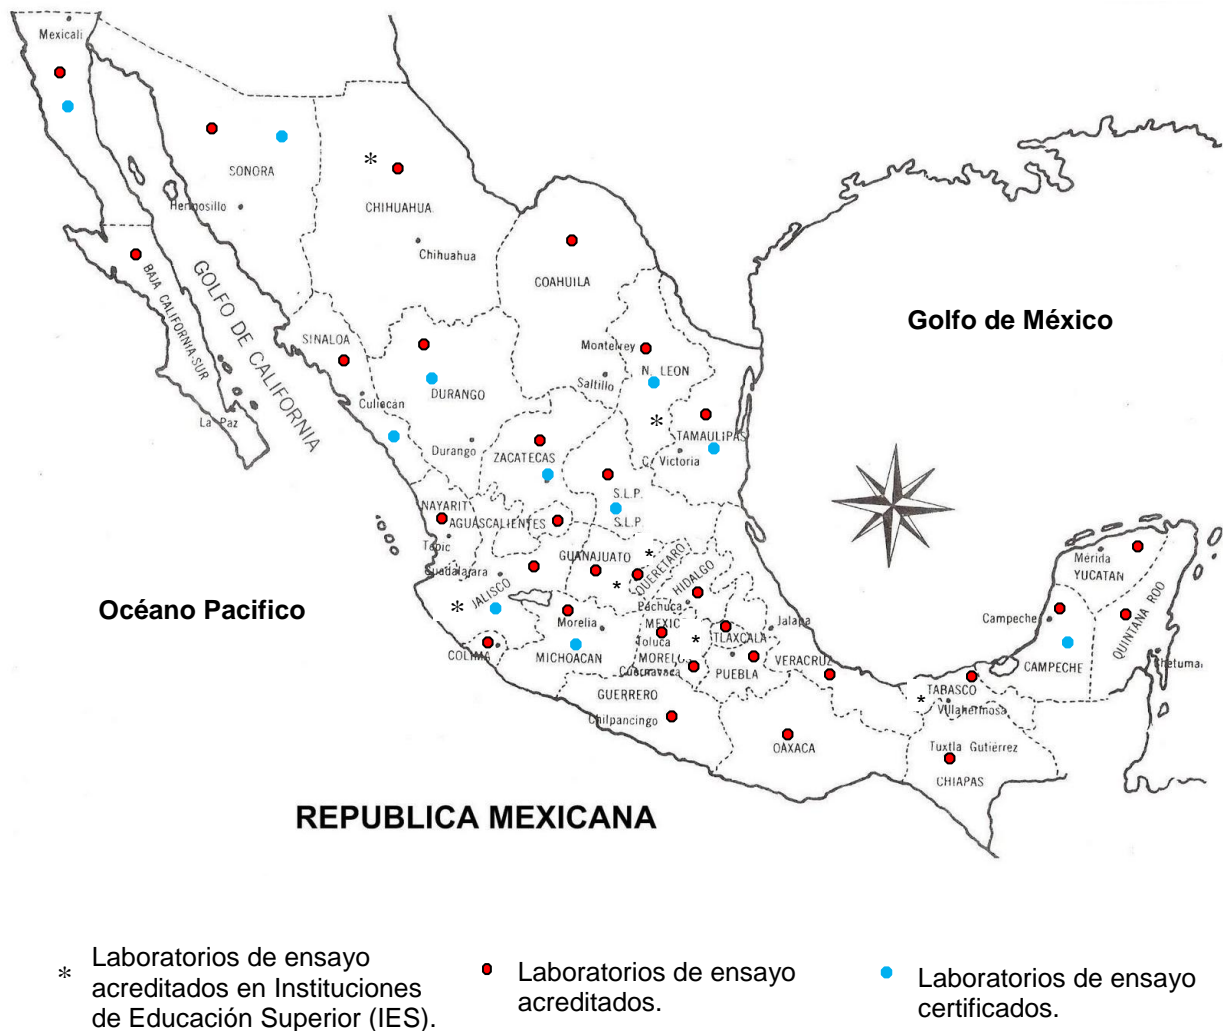 Mexicali
SONORA
Hermosillo
CHIHUAHUA
Chihuahua
COAHUILA
BAJA CALIFORNIA-SUR
GOLFO DE CALIFORNIA
La Paz
Golfo de México
SINALOA
Culiacán
DURANGO
Durango
Monterrey
N. LEON
Saltillo
TAMAULIPAS
C. Victoria
ZACATECAS
S.L.P.
S.L.P.
NAYARIT
AGUASCALIENTES
Tepic
GUANAJUATO
QUERETARO
HIDALGO
Guadalajara
JALISCO
Océano Pacifico
Pachuca
Morelia
MEXIC
Toluca
TLAXCALA
Jalapa
COLIMA
MICHOACAN
MOREL
Cuernavaca
PUEBLA
VERACRUZ
GUERRERO
Chilpancingo
OAXACA
TABASCO
Villahermosa
Tuxtla Gutiérrez
CHIAPAS
Mérida
YUCATAN
Campeche
CAMPECHE
QUINTANA ROO
Chetumal
REPUBLICA MEXICANA
* Laboratorios de ensayo
acreditados en Instituciones
de Educación Superior (IES).
Laboratorios de ensayo
acreditados.
Laboratorios de ensayo
certificados.